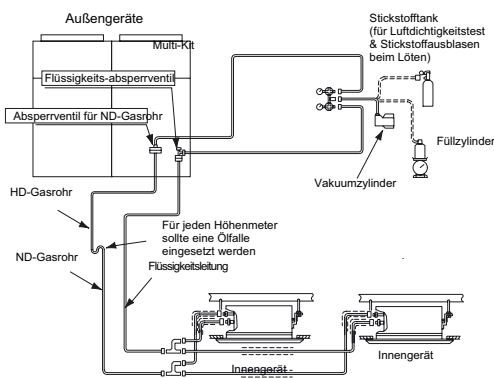 Außengeräte
Multi-Kit
Flüssigkeits-absperrventil
Absperrventil für ND-Gasrohr
Stickstofftank
(für Luftdichtigkeitstest
& Stickstoffausblasen
beim Löten)
Füllzylinder
Vakuumzylinder
HD-Gasrohr
Für jeden Höhenmeter
sollte eine Ölfalle
eingesetzt werden
ND-Gasrohr
Flüssigkeitsleitung
Innengerät
Innengerät